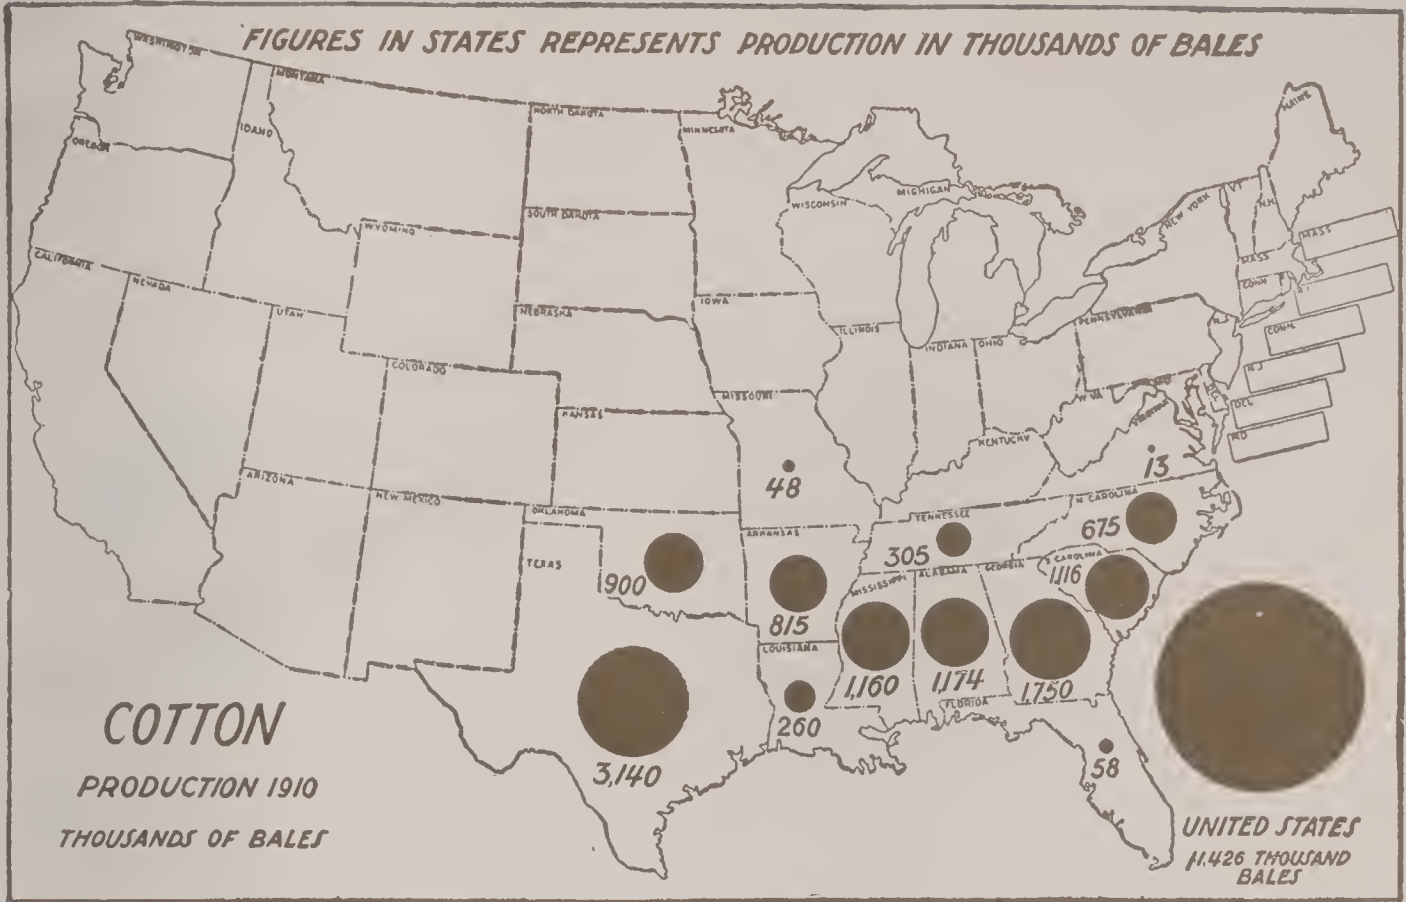 FIGURES IN STATES REPRESENTS PRODUCTION IN THOUSANDS OF BALES
WASHINGTON
MONTANA
NORTH DAKOTA
MINNESOTA
MAINE
IDAHO
OREGON
SOUTH DAKOTA
WISCONSIN
MICHIGAN
NEW YORK
VT.
N.H.
WYOMING
MASS
MASS
CALIFORNIA
NEVADA
UTAH
NEBRASKA
IOWA
ILLINOIS
INDIANA
OHIO
PENNSYLVANIA
N.J.
CONN
R.I.
CONN.
N.J.
DEL
MD
COLORADO
KANSAS
MISSOURI
KENTUCKY
W.VA
MD
DEL
VIRGINIA
48
13
ARIZONA
NEW MEXICO
OKLAHOMA
ARKANSAS
TENNESSEE
N CAROLINA
TEXAS
900
815
305
675
S CAROLINA
1,116
MISSISSIPPI
ALABAMA
GEORGIA
LOUISIANA
1,160
1,174
1,750
FLORIDA
260
3,140
58
COTTON
PRODUCTION 1910
THOUSANDS OF BALES
UNITED STATES
11,426 THOUSAND
BALES